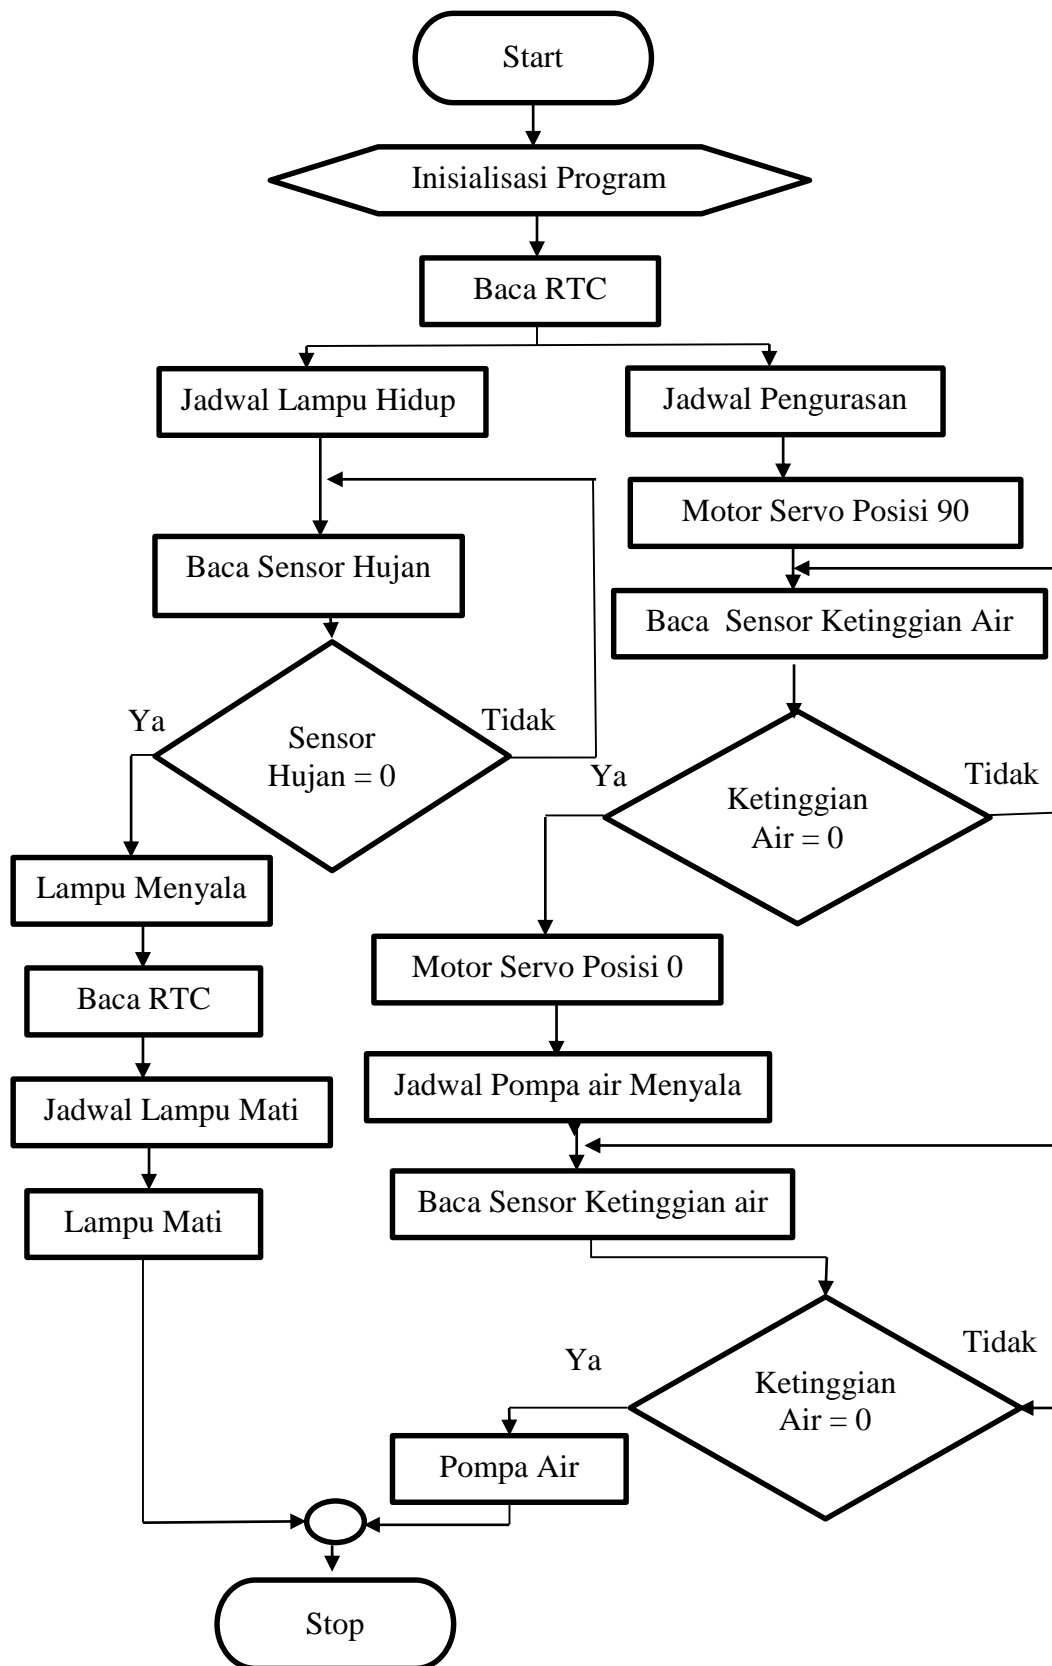 Start
Inisialisasi Program
Baca RTC
Jadwal Lampu Hidup
Jadwal Pengurasan
Motor Servo Posisi 90
Baca Sensor Hujan
Baca  Sensor Ketinggian Air
Ya
Tidak
Sensor
Hujan = 0
Ya
Tidak
Ketinggian
Air = 0
Lampu Menyala
Motor Servo Posisi 0
Baca RTC
Jadwal Pompa air Menyala
Jadwal Lampu Mati
Baca Sensor Ketinggian air
Lampu Mati
Ya
Tidak
Ketinggian
Air = 0
Pompa Air
Stop